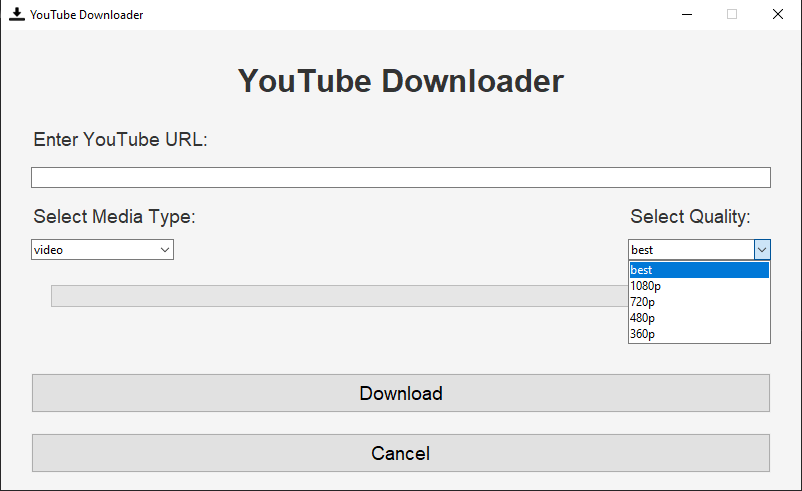 YouTube Downloader
YouTube Downloader
Enter YouTube URL:
Select Media Type:
Select Quality:
video
best
best
1080p
720p
480p
360p
Download
Cancel